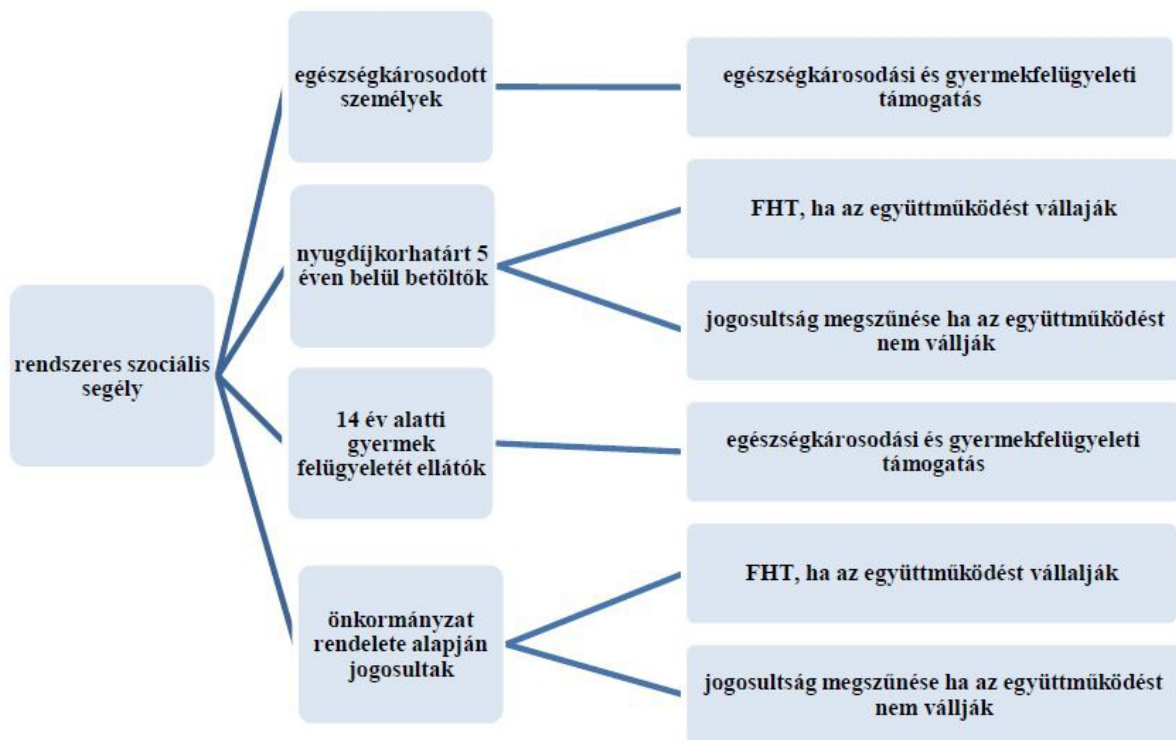 rendszeres szociális
segély
egészségkárosodott
személyek
egészségkárosodási és gyermekfelügyeleti
támogatás
nyugdíjkorhatárt 5
éven belül betöltők
FHT, ha az együttműködést vállaják
jogosultság megszűnése ha az együttműködést
nem vállják
14 év alatti
gyermek
felügyeletét ellátók
egészségkárosodási és gyermekfelügyeleti
támogatás
önkormányzat
rendelete alapján
jogosultak
FHT, ha az együttműködést vállalják
jogosultság megszűnése ha az együttműködést
nem vállják